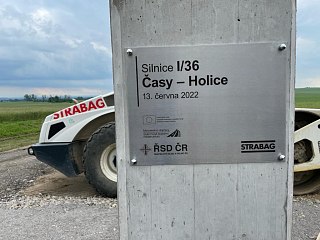 Silnice I/36
Časy – Holice
13. června 2022
ŘSD ČR
STRABAG
STRABAG